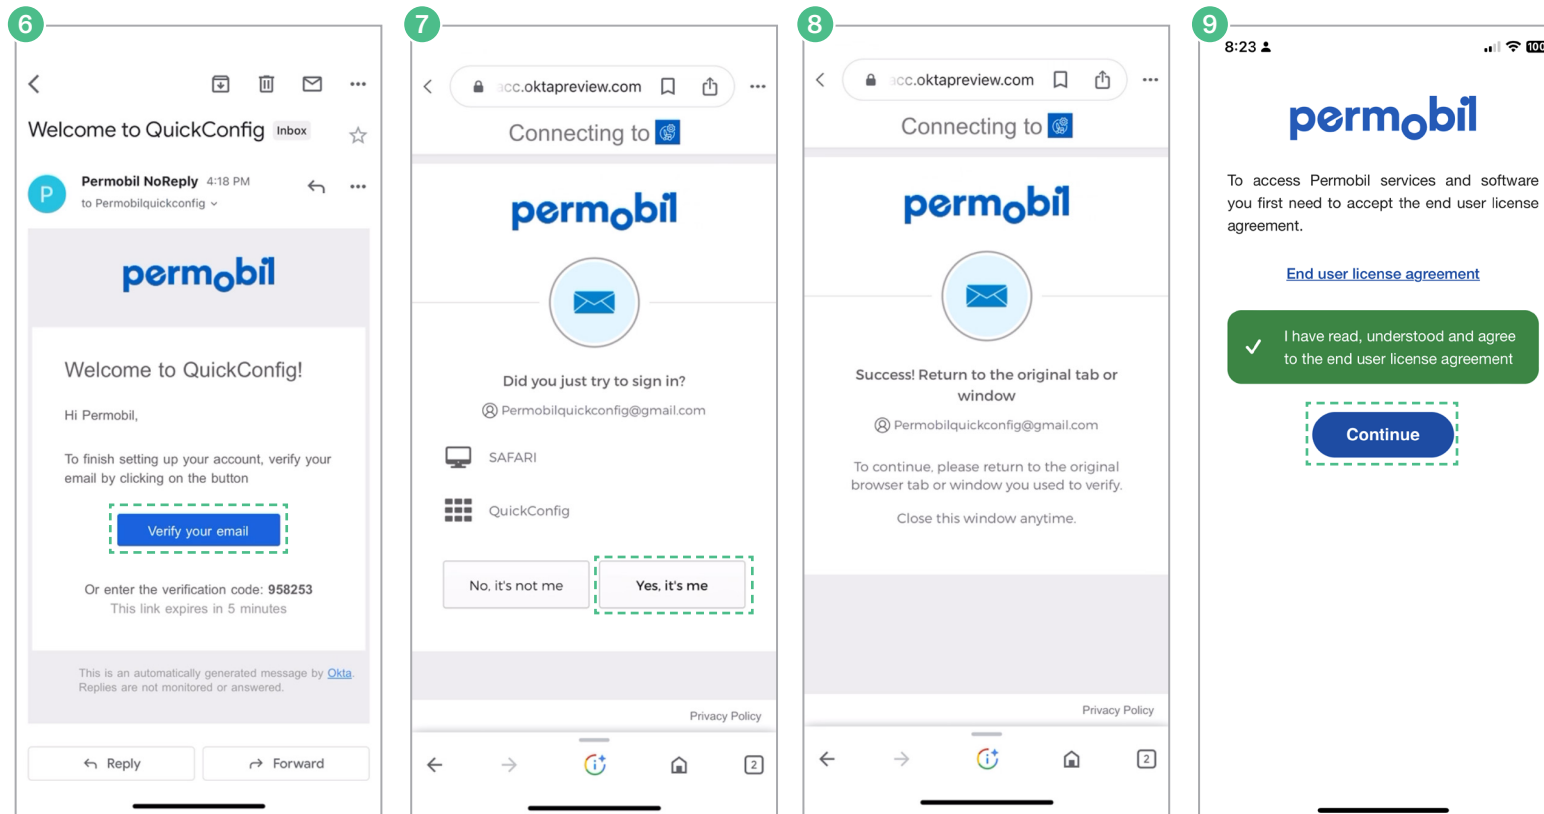 6
Welcome to QuickConfig Inbox
P
Permobil NoReply 4:18 PM
to Permobilquickconfig
permobil
Welcome to QuickConfig!
Hi Permobil,
To finish setting up your account, verify your
email by clicking on the button
Verify your email
Or enter the verification code: 958253
This link expires in 5 minutes
This is an automatically generated message by Okta.
Replies are not monitored or answered.
Reply
Forward
7
acc.oktapreview.com
Connecting to
permobil
Did you just try to sign in?
Permobilquickconfig@gmail.com
SAFARI
QuickConfig
No, it's not me
Yes, it's me
Privacy Policy
2
8
acc.oktapreview.com
Connecting to
permobil
Success! Return to the original tab or
window
Permobilquickconfig@gmail.com
To continue, please return to the original
browser tab or window you used to verify.
Close this window anytime.
Privacy Policy
2
9
8:23
100
permobil
To access Permobil services and software
you first need to accept the end user license
agreement.
End user license agreement
I have read, understood and agree
to the end user license agreement
Continue